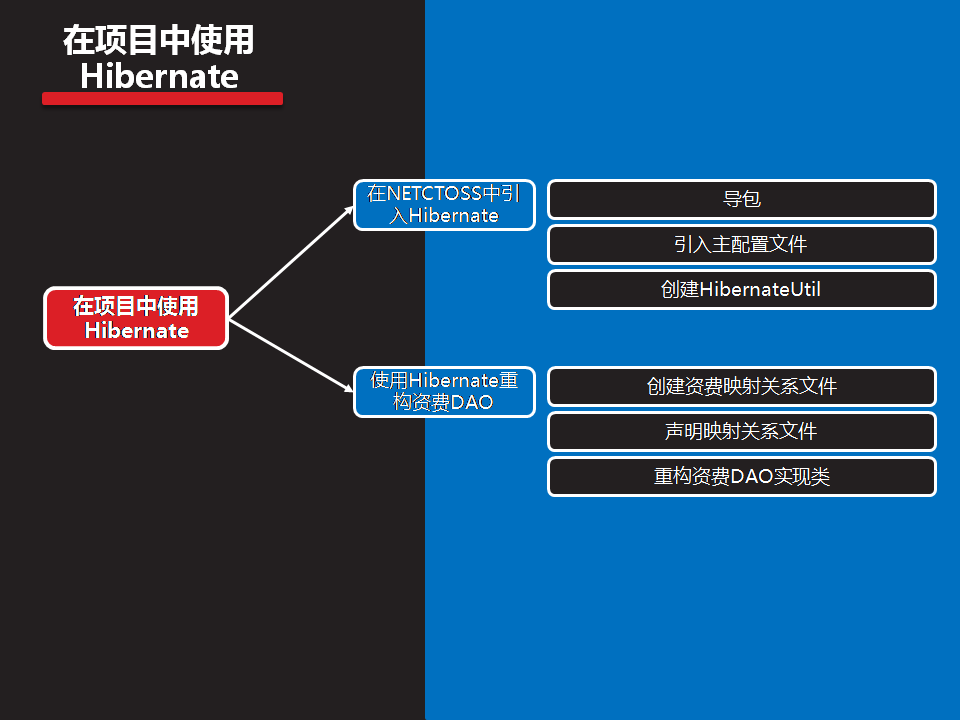 在项目中使用
Hibernate
在项目中使用
Hibernate
在NETCTOSS中引
入Hibernate
导包
引入主配置文件
创建HibernateUtil
使用Hibernate重
构资费DAO
创建资费映射关系文件
声明映射关系文件
重构资费DAO实现类